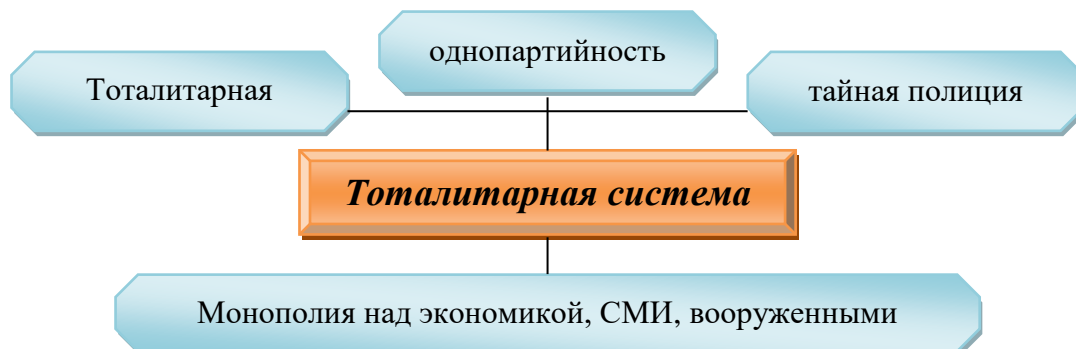 однопартийность
Тоталитарная
тайная полиция
Тоталитарная система
Монополия над экономикой, СМИ, вооруженными